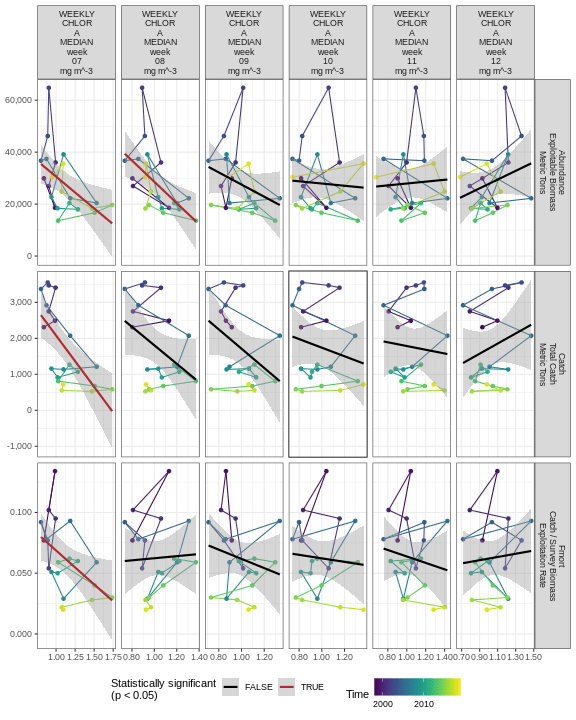 WEEKLY
CHLOR
A
MEDIAN
week
07
mg m^-3
WEEKLY
CHLOR
A
MEDIAN
week
08
mg m^-3
WEEKLY
CHLOR
A
MEDIAN
week
09
mg m^-3
WEEKLY
CHLOR
A
MEDIAN
week
10
mg m^-3
WEEKLY
CHLOR
A
MEDIAN
week
11
mg m^-3
WEEKLY
CHLOR
A
MEDIAN
week
12
mg m^-3
60,000
40,000
20,000
0
Abundance
Exploitable Biomass
Metric Tons
3,000
2,000
1,000
0
-1,000
Catch
Total Catch
Metric Tons
0.100
0.050
0.000
Fmort
Catch / survey Biomass
Exploitation Rate
1.00 1.25 1.50 1.75
0.80 1.00 1.20 1.40
0.80 1.00 1.20
0.80 1.00 1.20
0.80 1.00 1.20 1.40
0.70 0.90 1.10 1.30 1.50
Statistically significant
(p < 0.05)
FALSE
TRUE
Time
2000 2010